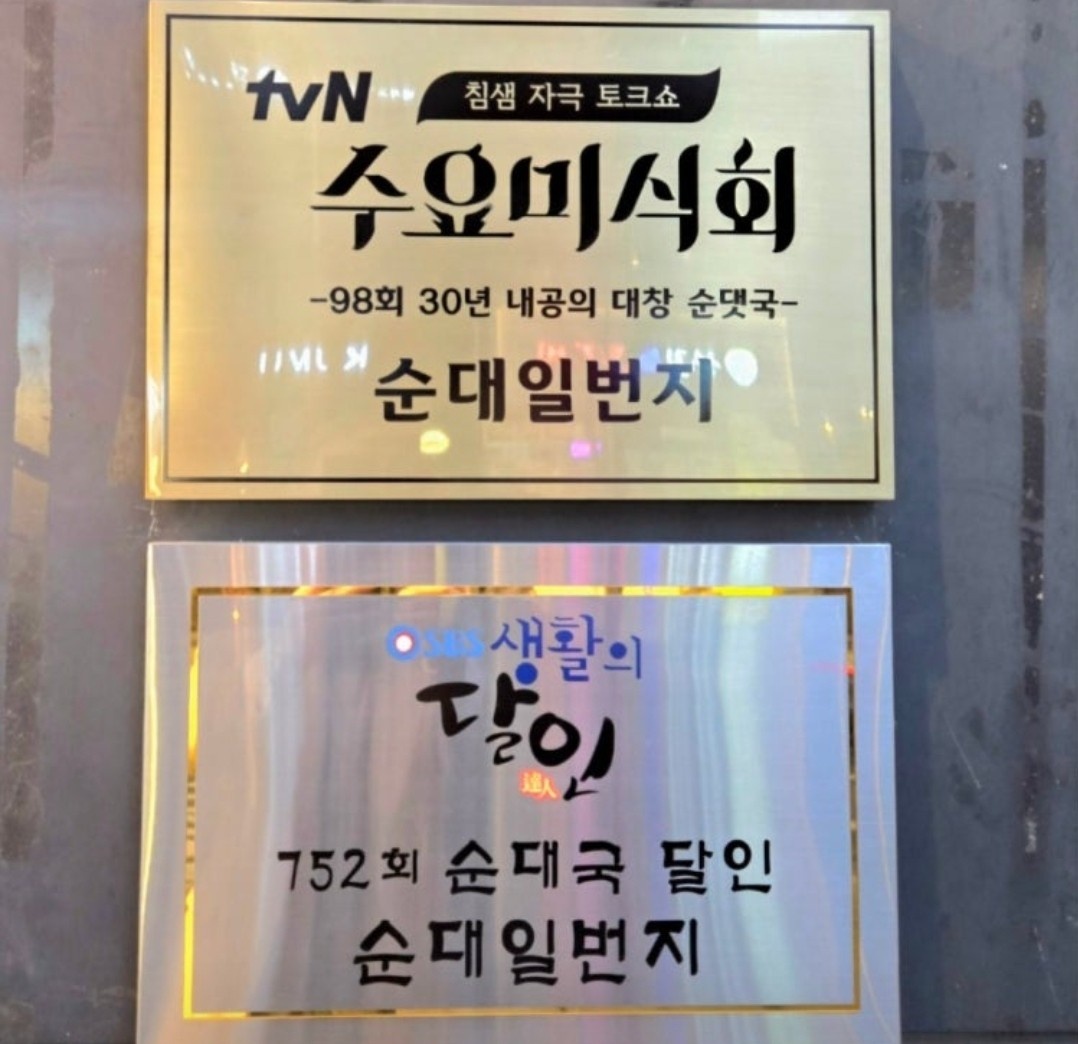 tvN 침샘 자극 토크쇼
수요미식회
-98회 30년 내공의 대창 순댓국-
순대일번지
SBS 생활의
달인
達人
752회 순대국 달인
순대일번지